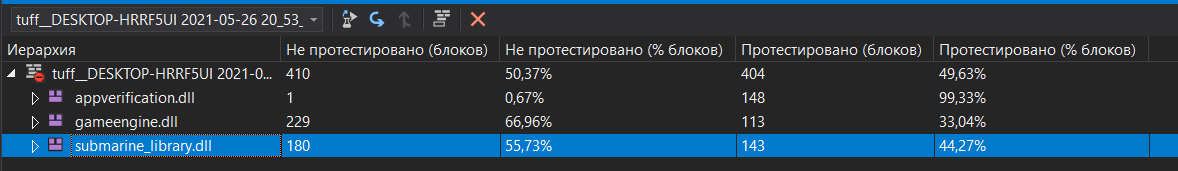 tuff__DESKTOP-HRRF5UI 2021-05-26 20_53_
Иерархия Не протестировано (блоков) Не протестировано (% блоков) Протестировано (блоков) Протестировано (% блоков)
tuff__DESKTOP-HRRF5UI 2021-0... 410 50,37% 404 49,63%
appverification.dll 1 0,67% 148 99,33%
gameengine.dll 229 66,96% 113 33,04%
submarine_library.dll 180 55,73% 143 44,27%